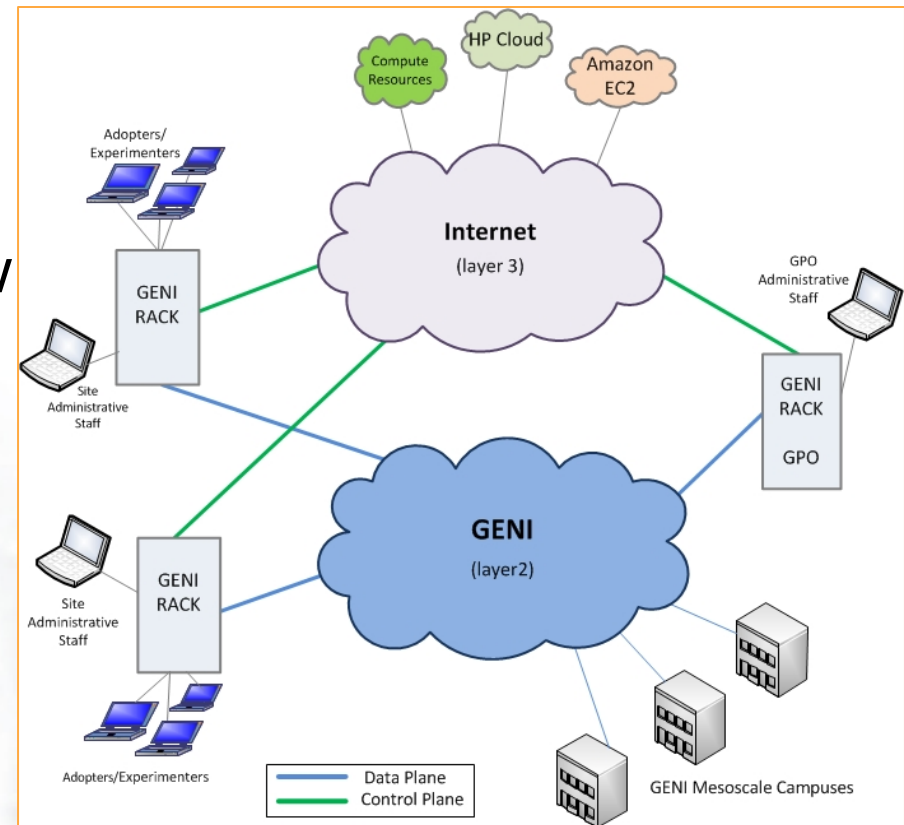 HP Cloud
Compute
Resources
Amazon
EC2
Adopters/
Experimenters
Internet
(layer 3)
GENI
RACK
GPO
Administrative
Staff
Site
Administrative
Staff
GENI
RACK
GPO
GENI
(layer2)
GENI
RACK
Site
Administrative
Staff
Adopters/Experimenters
Data Plane
Control Plane
GENI Mesoscale Campuses